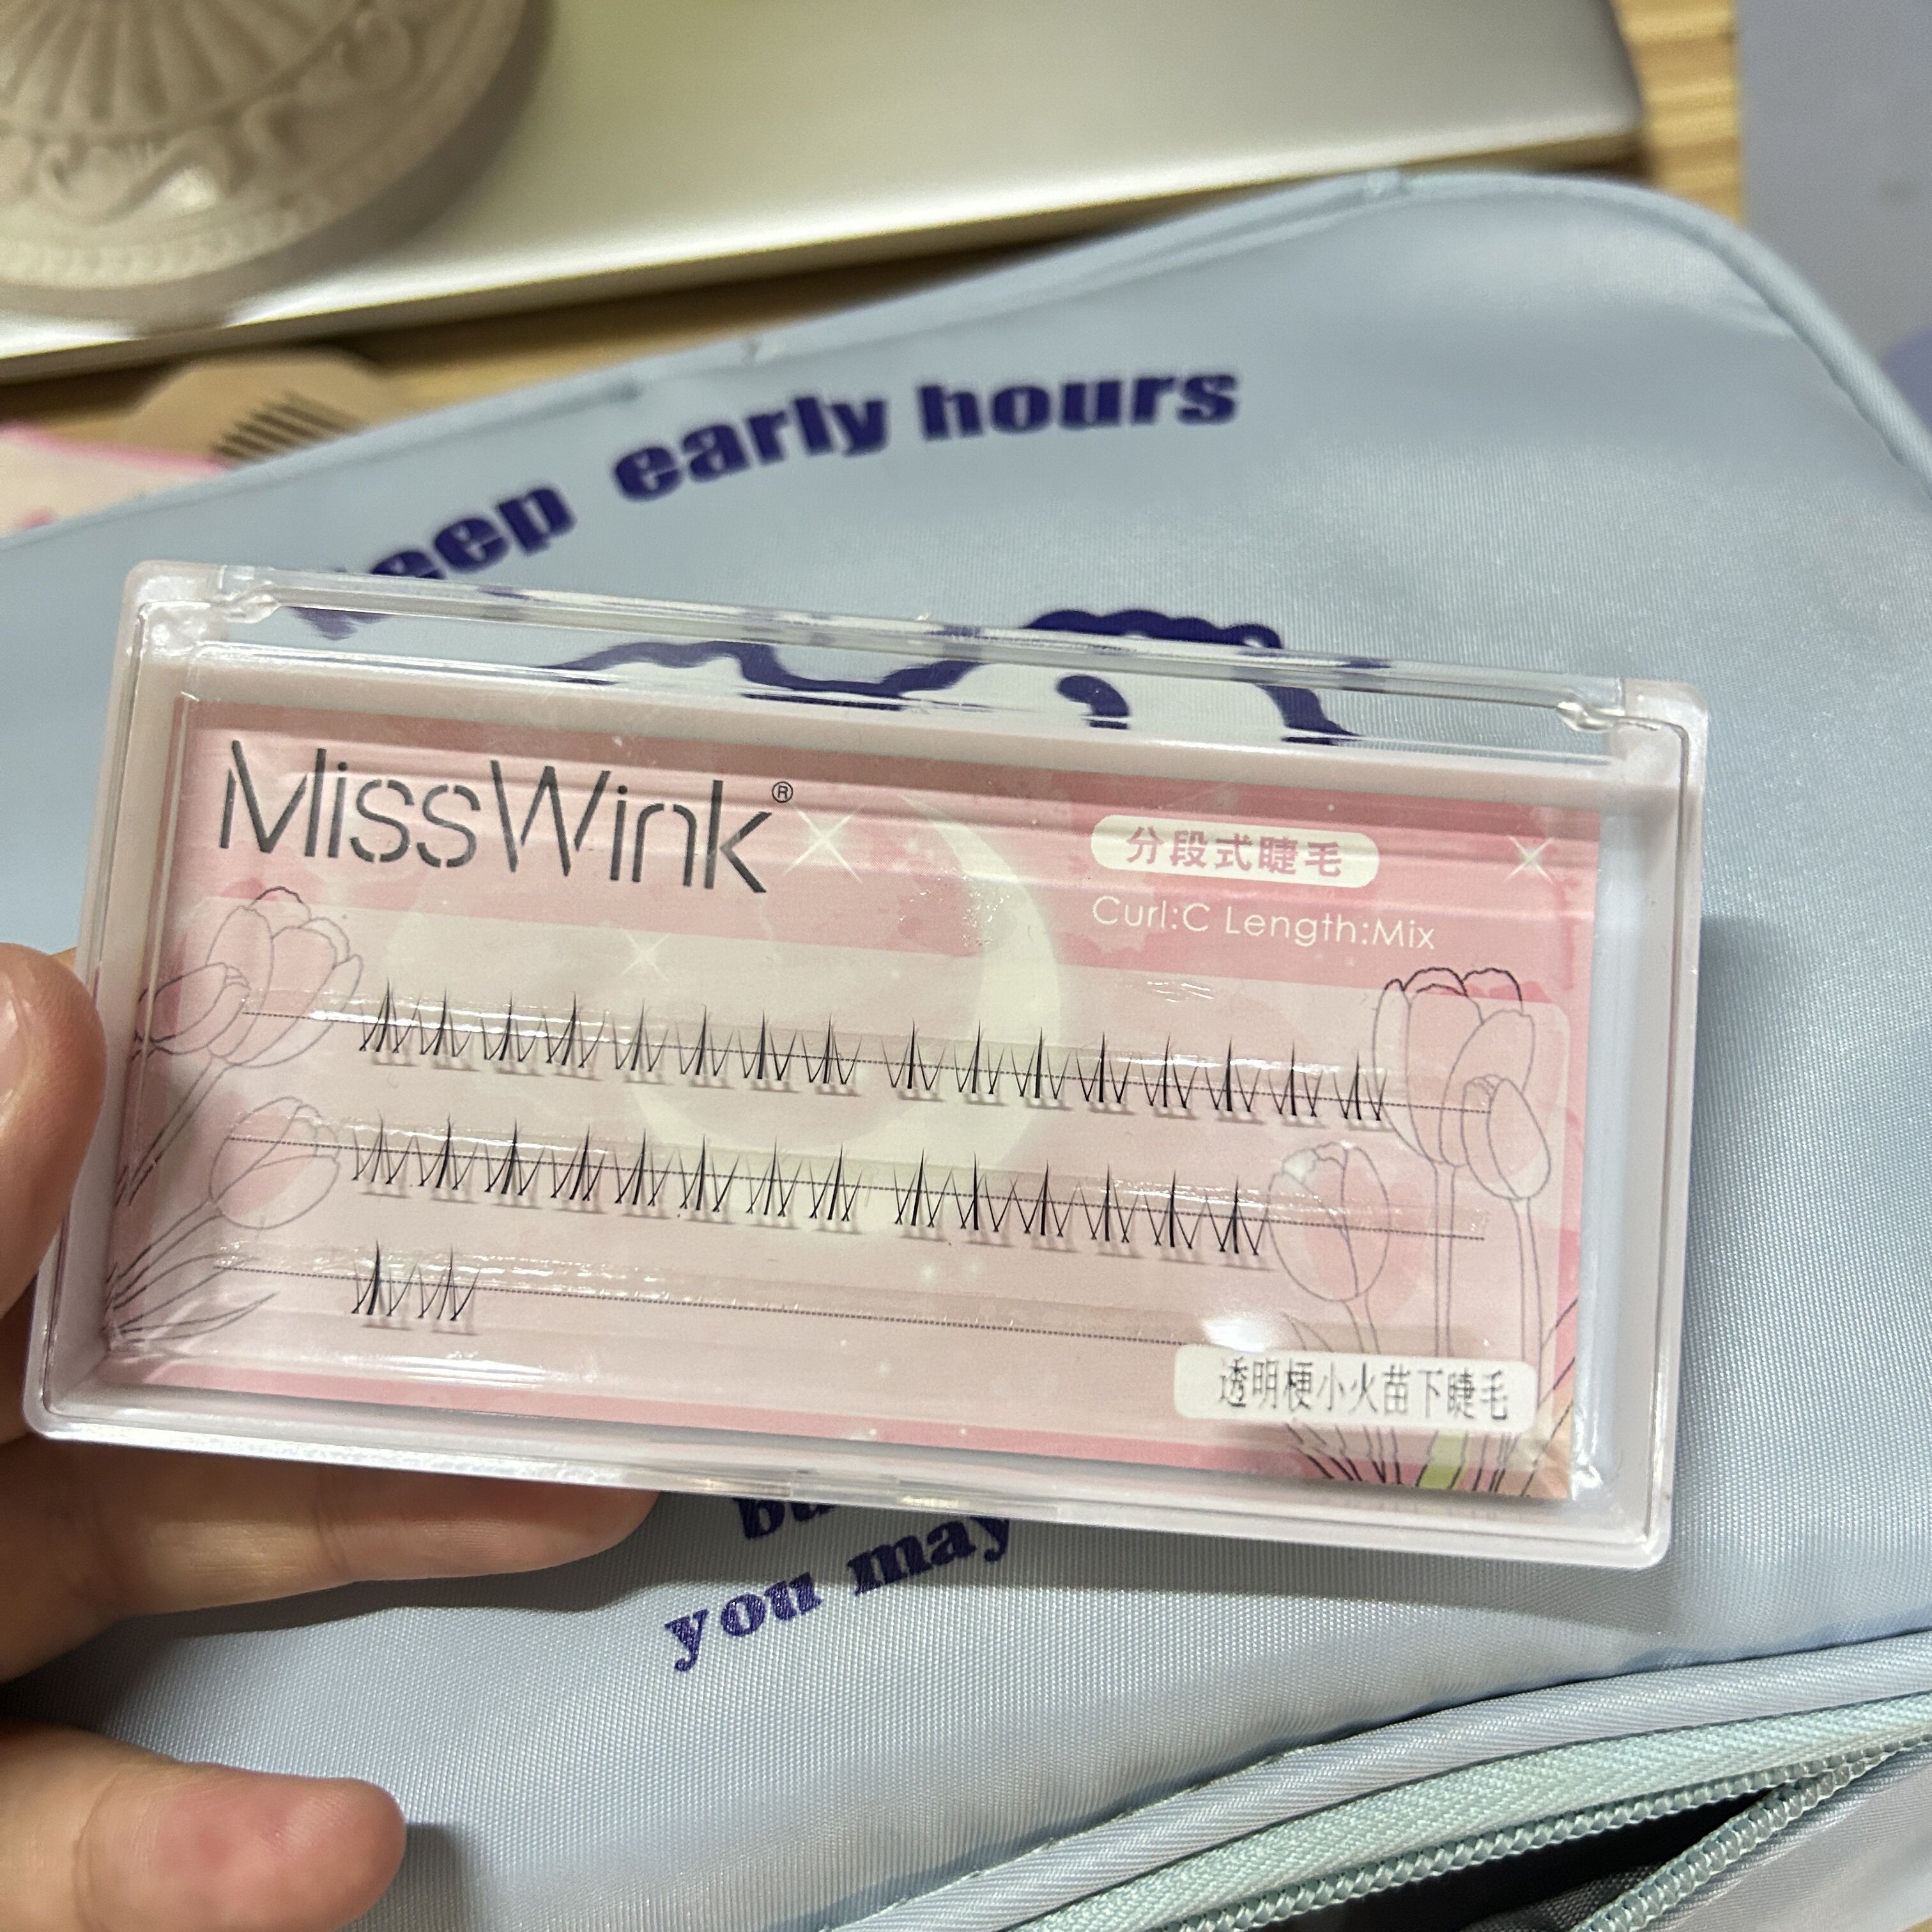 early hours
MissWink®
分段式睫毛
Curl:C Length:Mix
透明梗小火苗下睫毛
you may